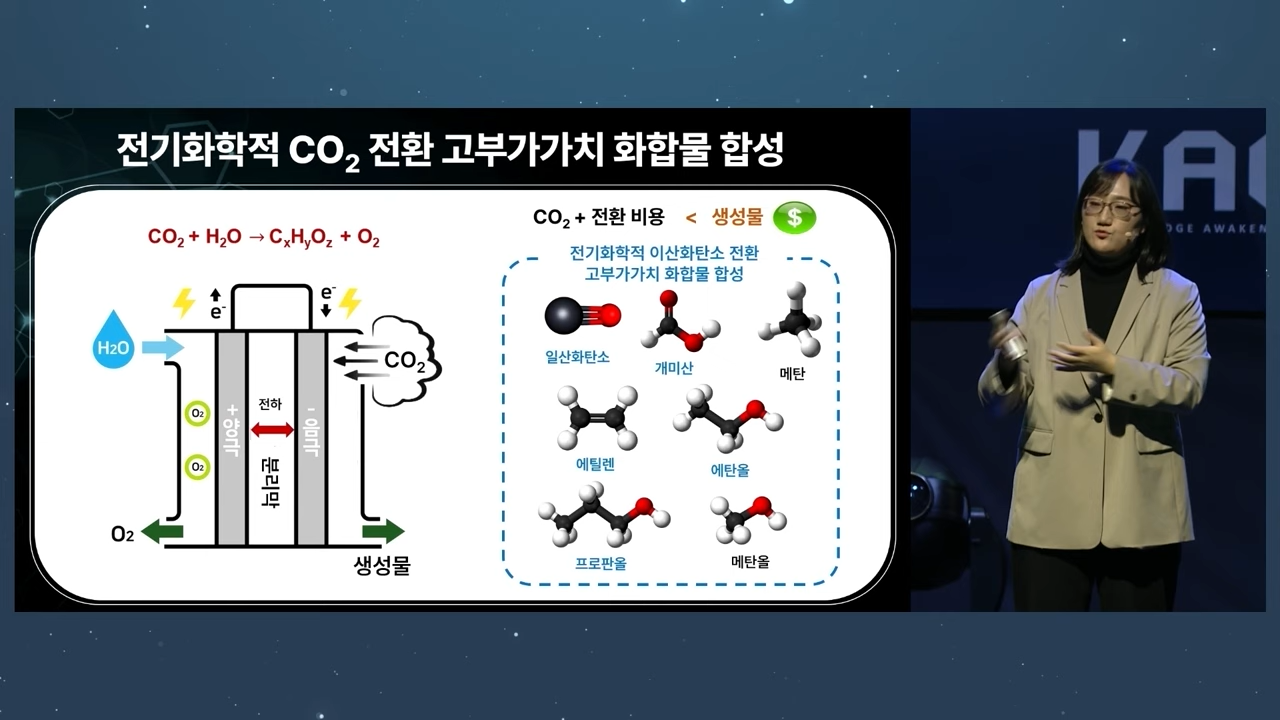 전기화학적 CO₂ 전환 고부가가치 화합물 합성
CO₂ + H₂O → CₓHᵧO_z + O₂
e⁻
e⁻
H₂O
CO₂
전하
+양극
-음극
분리막
O₂
O₂
O₂
생성물
CO₂ + 전환 비용 < 생성물 $
전기화학적 이산화탄소 전환
고부가가치 화합물 합성
일산화탄소
개미산
메탄
에틸렌
에탄올
프로판올
메탄올
KAO
DGE AWAKEN